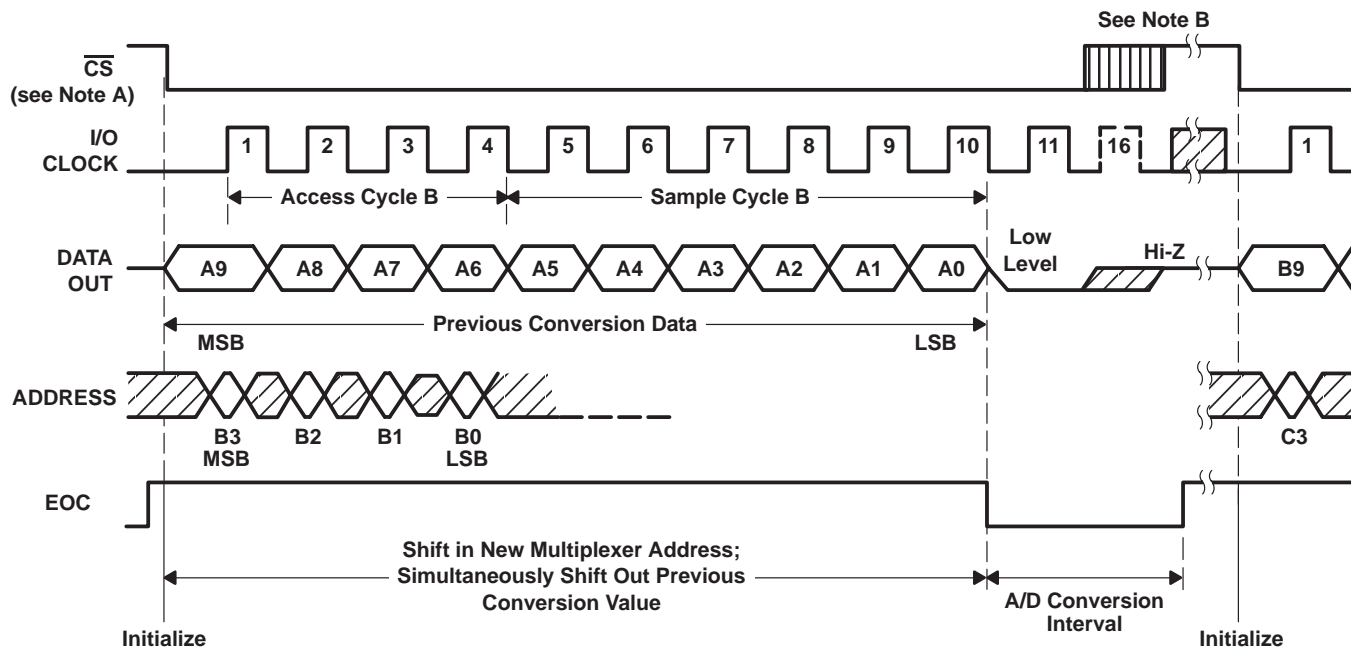 See Note B
CS
(see Note A)
I/O
CLOCK
1 2 3 4 5 6 7 8 9 10 11 16 1
Access Cycle B
Sample Cycle B
DATA
OUT
A9 A8 A7 A6 A5 A4 A3 A2 A1 A0
Low
Level
Hi-Z
B9
Previous Conversion Data
MSB
LSB
ADDRESS
B3 B2 B1 B0
MSB LSB
C3
EOC
Shift in New Multiplexer Address;
Simultaneously Shift Out Previous
Conversion Value
A/D Conversion
Interval
Initialize
Initialize